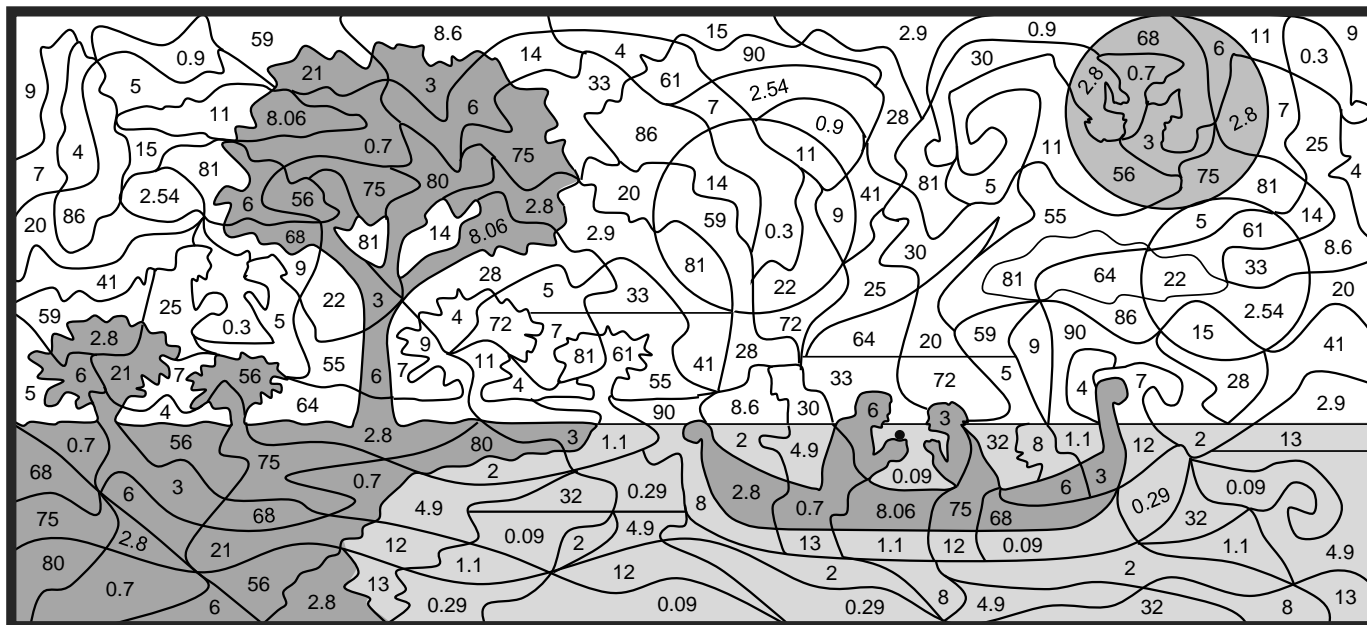 59 8.6 15 2.9 0.9 11 9
0.9 14 4 90 30 68 6 0.3
9 5 21 3 33 61 2.54 2.8 0.7
11 8.06 6 7 28 2.8 7
4 15 0.7 86 0.9 3 25
7 81 75 11 11 4
2.54 56 75 80 20 14 41 81 5 56 75 81
20 86 6 2.8 59 9 55 5 14
68 81 14 8.06 2.9 0.3 30 61 8.6
41 9 28 81 81 64 22 33
59 25 22 3 5 33 22 25 20
0.3 5 4 72 7 72 59 90 86 15 2.54
2.8 9 11 81 61 28 64 20 9 41
5 6 21 7 56 55 6 7 4 55 41 33 72 5 4 7 28
4 64 90 8.6 30 6 3 2.9
0.7 56 2.8 80 3 1.1 2 4.9 32 8 1.1 12 2 13
68 75 0.7 2 0.09 6 3 0.09
6 3 32 0.29 2.8 0.29
75 68 4.9 8 0.7 8.06 75 68 32
2.8 21 12 0.09 2 4.9 13 1.1 12 0.09 1.1 4.9
80 1.1 12 2 2
0.7 56 13 8 13
6 2.8 0.29 0.09 0.29 4.9 32 8